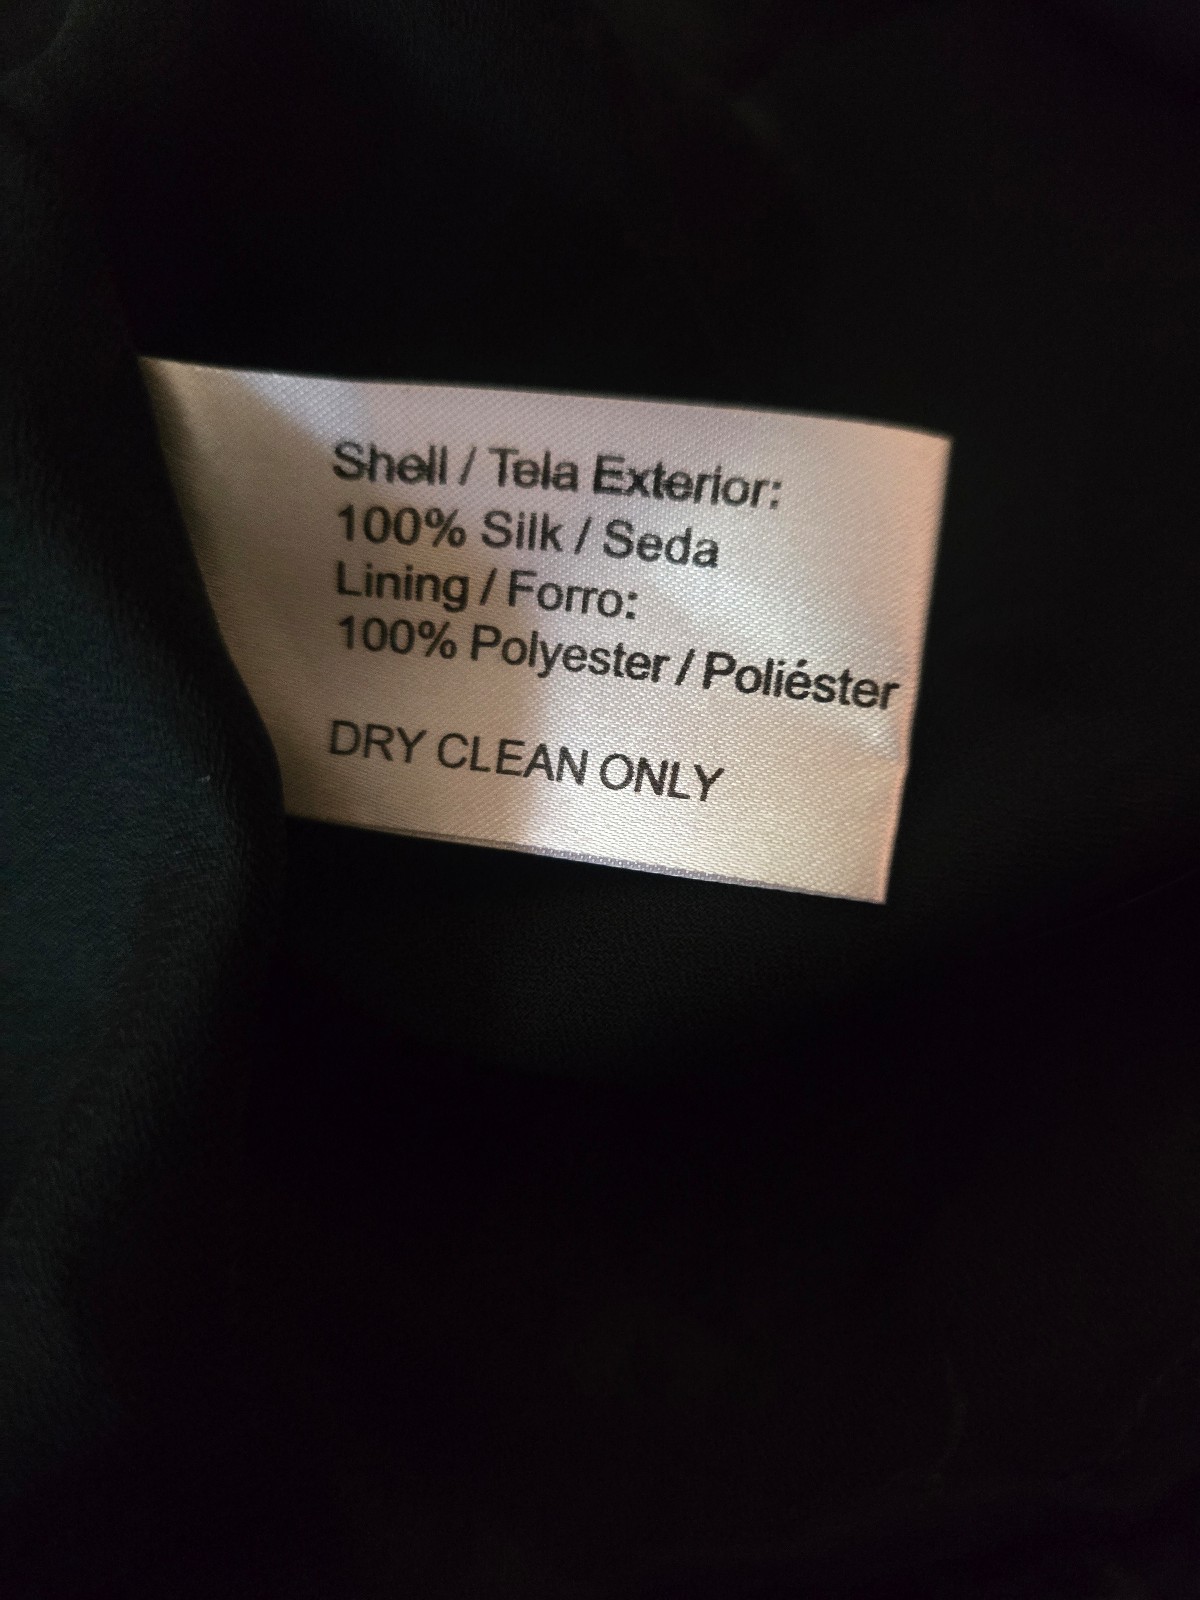 Shell / Tela Exterior:
100% Silk / Seda
Lining / Forro:
100% Polyester / Poliéster
DRY CLEAN ONLY